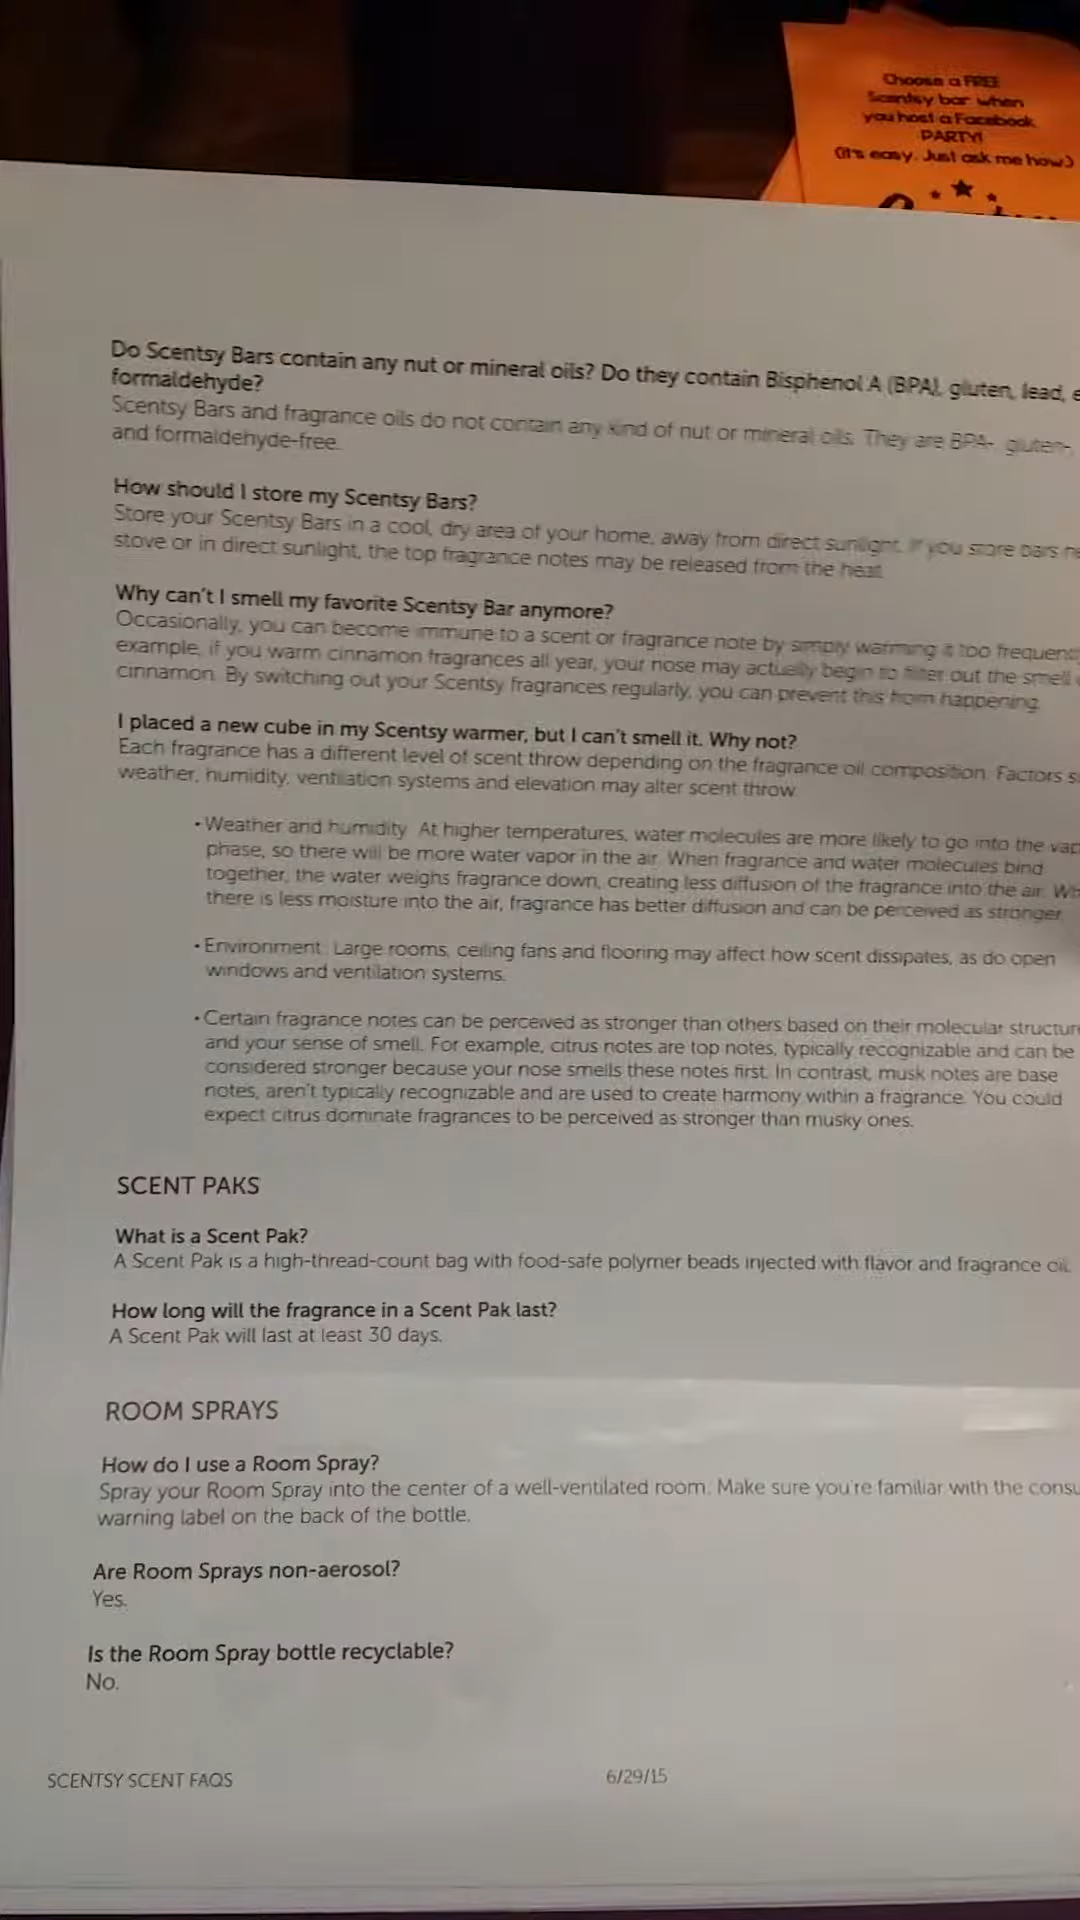 Choose a FREE
Scentsy bar when
you host a Facebook
PARTY!
(it's easy. Just ask me how)
Do Scentsy Bars contain any nut or mineral oils? Do they contain Bisphenol A (BPA), gluten, lead,
formaldehyde?
Scentsy Bars and fragrance oils do not contain any kind of nut or mineral oils. They are BPA-, gluten-,
and formaldehyde-free.
How should I store my Scentsy Bars?
Store your Scentsy Bars in a cool, dry area of your home, away from direct sunlight. If you store bars
stove or in direct sunlight, the top fragrance notes may be released from the heat.
Why can't I smell my favorite Scentsy Bar anymore?
Occasionally, you can become immune to a scent or fragrance note by simply warming it too
example, if you warm cinnamon fragrances all year, your nose may actually begin to filter out the smell
cinnamon. By switching out your Scentsy fragrances regularly, you can prevent this from happening.
I placed a new cube in my Scentsy warmer, but I can't smell it. Why not?
Each fragrance has a different level of scent throw depending on the fragrance oil composition. Factors
weather, humidity, ventilation systems and elevation may alter scent throw.
• Weather and humidity. At higher temperatures, water molecules are more likely to go into the
phase, so there will be more water vapor in the air. When fragrance and water molecules bind
together, the water weighs fragrance down, creating less diffusion of the fragrance into the air.
there is less moisture into the air, fragrance has better diffusion and can be perceived as stronger.
• Environment. Large rooms, ceiling fans and flooring may affect how scent dissipates, as do open
windows and ventilation systems.
• Certain fragrance notes can be perceived as stronger than others based on their molecular structure
and your sense of smell. For example, citrus notes are top notes, typically recognizable and can be
considered stronger because your nose smells these notes first. In contrast, musk notes are base
notes, aren't typically recognizable and are used to create harmony within a fragrance. You could
expect citrus dominate fragrances to be perceived as stronger than musky ones.
SCENT PAKS
What is a Scent Pak?
A Scent Pak is a high-thread-count bag with food-safe polymer beads injected with flavor and fragrance oil.
How long will the fragrance in a Scent Pak last?
A Scent Pak will last at least 30 days.
ROOM SPRAYS
How do I use a Room Spray?
Spray your Room Spray into the center of a well-ventilated room. Make sure you're familiar with the
warning label on the back of the bottle.
Are Room Sprays non-aerosol?
Yes.
Is the Room Spray bottle recyclable?
No.
SCENTSY SCENT FAQS 6/29/15